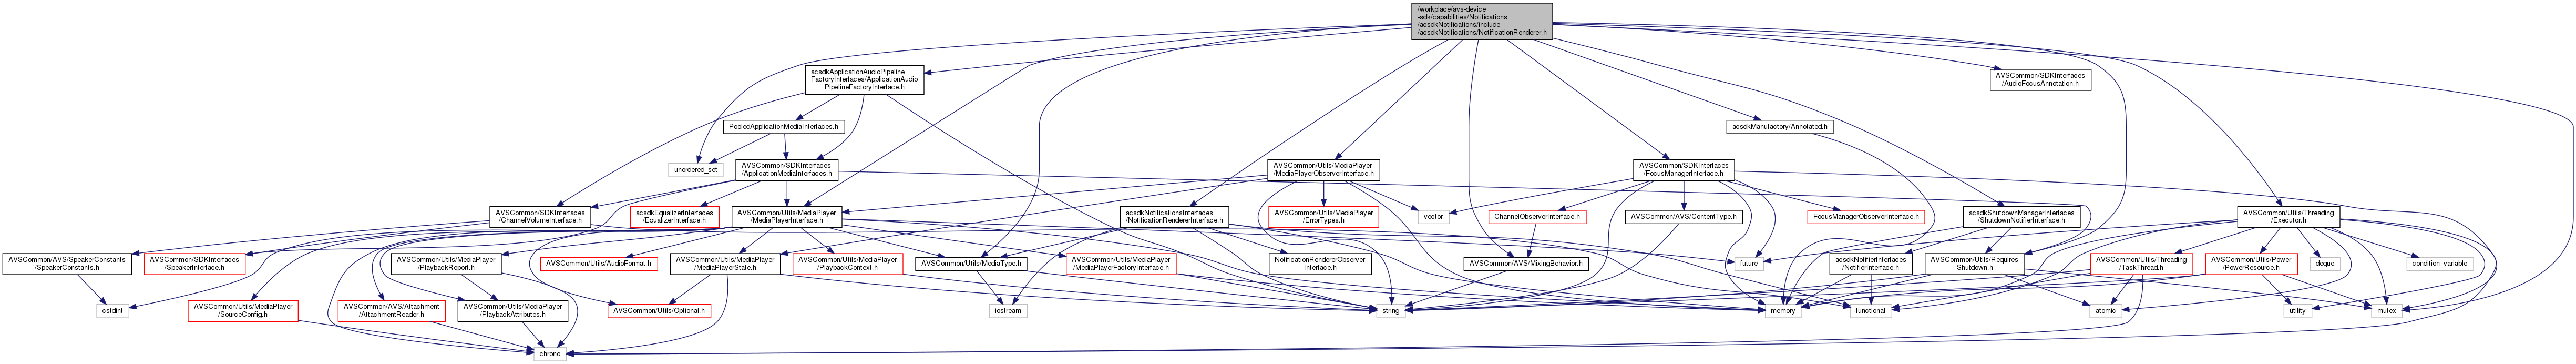 /workplace/avs-device
-sdk/capabilities/Notifications
/acsdkNotifications/include
/acsdkNotifications/NotificationRenderer.h
acsdkApplicationAudioPipeline
FactoryInterfaces/ApplicationAudio
PipelineFactoryInterface.h
AVSCommon/SDKInterfaces
/AudioFocusAnnotation.h
PooledApplicationMediaInterfaces.h
acsdkManufactory/Annotated.h
unordered_set
AVSCommon/SDKInterfaces
/ApplicationMediaInterfaces.h
AVSCommon/Utils/MediaPlayer
/MediaPlayerObserverInterface.h
AVSCommon/SDKInterfaces
/FocusManagerInterface.h
AVSCommon/SDKInterfaces
/ChannelVolumeInterface.h
acsdkEqualizerInterfaces
/EqualizerInterface.h
AVSCommon/Utils/MediaPlayer
/MediaPlayerInterface.h
acsdkNotificationsInterfaces
/NotificationRendererInterface.h
AVSCommon/Utils/MediaPlayer
/ErrorTypes.h
vector
ChannelObserverInterface.h
AVSCommon/AVS/ContentType.h
FocusManagerObserverInterface.h
acsdkShutdownManagerInterfaces
/ShutdownNotifierInterface.h
AVSCommon/Utils/Threading
/Executor.h
AVSCommon/AVS/SpeakerConstants
/SpeakerConstants.h
AVSCommon/SDKInterfaces
/SpeakerInterface.h
AVSCommon/Utils/MediaPlayer
/PlaybackReport.h
AVSCommon/Utils/AudioFormat.h
AVSCommon/Utils/MediaPlayer
/MediaPlayerState.h
AVSCommon/Utils/MediaPlayer
/PlaybackContext.h
AVSCommon/Utils/MediaType.h
AVSCommon/Utils/MediaPlayer
/MediaPlayerFactoryInterface.h
NotificationRendererObserver
Interface.h
AVSCommon/AVS/MixingBehavior.h
future
acsdkNotifierInterfaces
/NotifierInterface.h
AVSCommon/Utils/Requires
Shutdown.h
AVSCommon/Utils/Threading
/TaskThread.h
AVSCommon/Utils/Power
/PowerResource.h
deque
condition_variable
cstdint
AVSCommon/Utils/MediaPlayer
/SourceConfig.h
AVSCommon/AVS/Attachment
/AttachmentReader.h
AVSCommon/Utils/MediaPlayer
/PlaybackAttributes.h
AVSCommon/Utils/Optional.h
iostream
string
memory
functional
atomic
utility
mutex
chrono